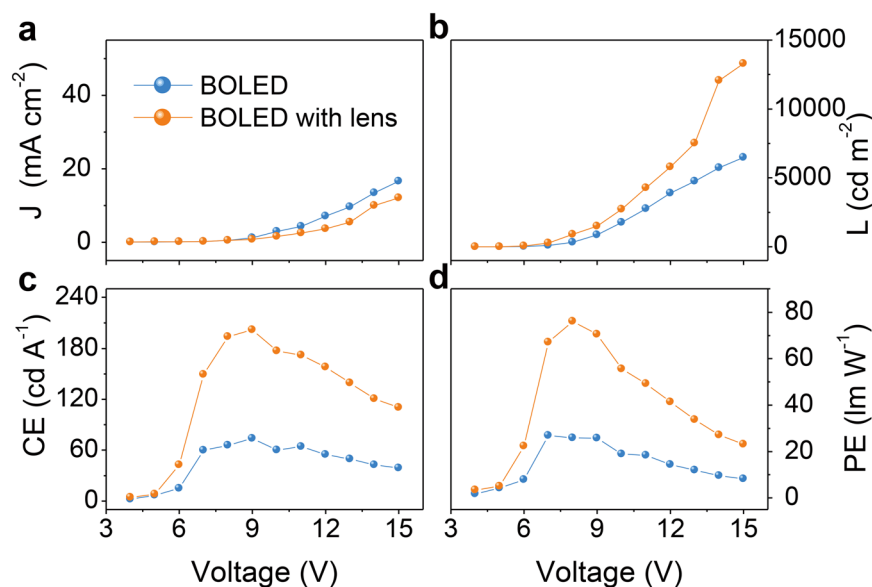 a
b
J (mA cm⁻²)
40
20
0
BOLED
BOLED with lens
15000
10000
5000
0
L (cd m⁻²)
c
d
CE (cd A⁻¹)
240
180
120
60
0
80
60
40
20
0
PE (lm W⁻¹)
3 6 9 12 15
3 6 9 12 15
Voltage (V)
Voltage (V)